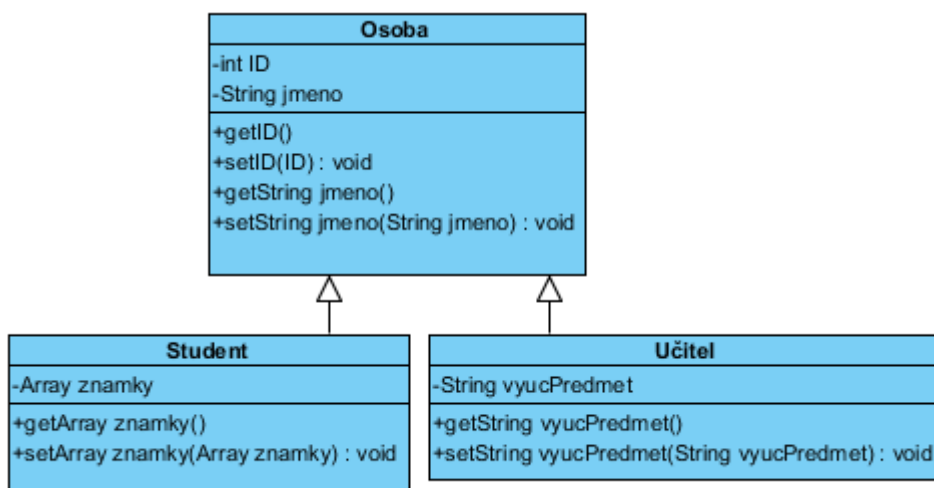 Osoba
-int ID
-String jmeno
+getID()
+setID(ID) : void
+getString jmeno()
+setString jmeno(String jmeno) : void
Student
-Array znamky
+getArray znamky()
+setArray znamky(Array znamky) : void
Učitel
-String vyucPredmet
+getString vyucPredmet()
+setString vyucPredmet(String vyucPredmet) : void